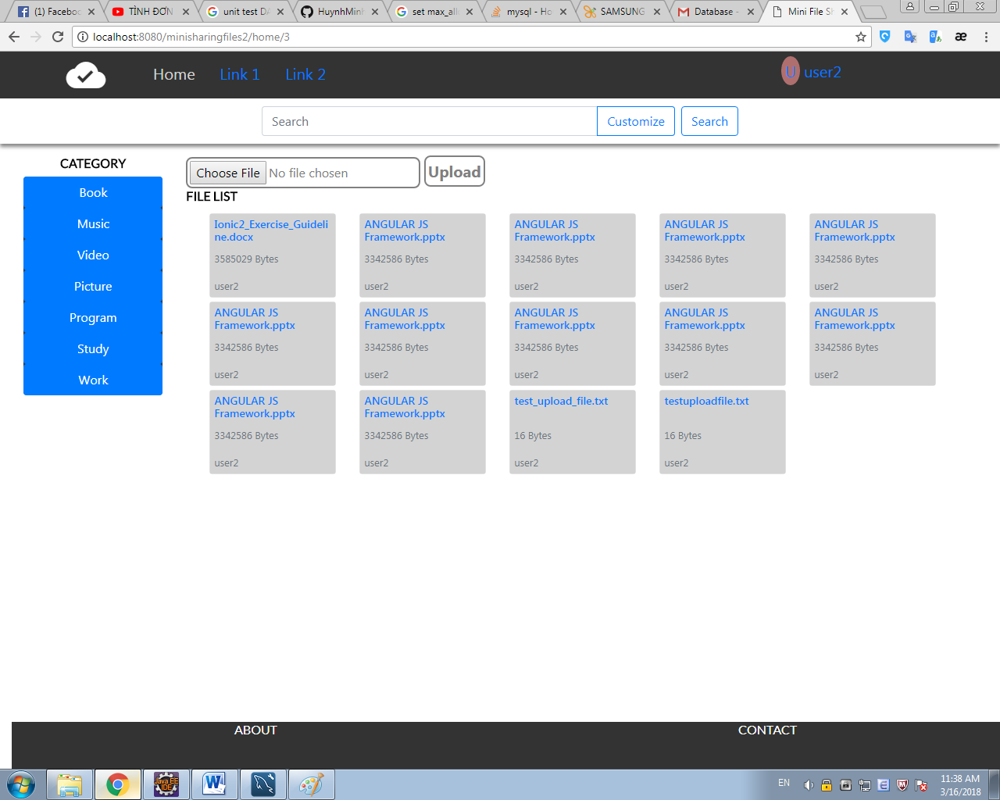 (1) Faceboo
TÌNH ĐƠN
unit test DA
HuynhMinh
set max_all
mysql - Ho
SAMSUNG
Database -
Mini File Sh
localhost:8080/minisharingfiles2/home/3
Home Link 1 Link 2 U user2
Search Customize Search
CATEGORY
Book
Music
Video
Picture
Program
Study
Work
Choose File No file chosen Upload
FILE LIST
Ionic2_Exercise_Guideli
ne.docx
3585029 Bytes
user2
ANGULAR JS
Framework.pptx
3342586 Bytes
user2
ANGULAR JS
Framework.pptx
3342586 Bytes
user2
ANGULAR JS
Framework.pptx
3342586 Bytes
user2
ANGULAR JS
Framework.pptx
3342586 Bytes
user2
ANGULAR JS
Framework.pptx
3342586 Bytes
user2
ANGULAR JS
Framework.pptx
3342586 Bytes
user2
ANGULAR JS
Framework.pptx
3342586 Bytes
user2
ANGULAR JS
Framework.pptx
3342586 Bytes
user2
ANGULAR JS
Framework.pptx
3342586 Bytes
user2
ANGULAR JS
Framework.pptx
3342586 Bytes
user2
ANGULAR JS
Framework.pptx
3342586 Bytes
user2
test_upload_file.txt
16 Bytes
user2
testuploadfile.txt
16 Bytes
user2
ABOUT CONTACT
Java EE
IDE
EN
11:38 AM
3/16/2018